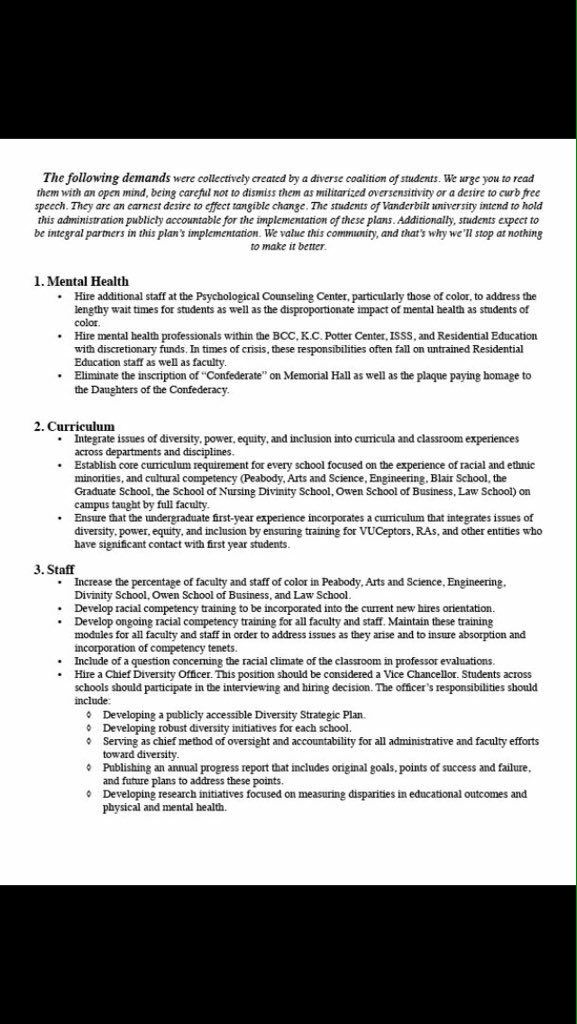 The following demands were collectively created by a diverse coalition of students. We urge you to read
them with an open mind, being careful not to dismiss them as militarized oversensitivity or a desire to curb free
speech. They are an earnest desire to effect tangible change. The students of Vanderbilt university intend to hold
this administration publicly accountable for the implementation of these plans. Additionally, students expect to
be integral partners in this plan's implementation. We value this community, and that's why we'll stop at nothing
to make it better.
1. Mental Health
• Hire additional staff at the Psychological Counseling Center, particularly those of color, to address the
lengthy wait times for students as well as the disproportionate impact of mental health as students of
color.
• Hire mental health professionals within the BCC, K.C. Potter Center, ISSS, and Residential Education
with discretionary funds. In times of crisis, these responsibilities often fall on untrained Residential
Education staff as well as faculty.
• Eliminate the inscription of “Confederate” on Memorial Hall as well as the plaque paying homage to
the Daughters of the Confederacy.
2. Curriculum
• Integrate issues of diversity, power, equity, and inclusion into curricula and classroom experiences
across departments and disciplines.
• Establish core curriculum requirement for every school focused on the experience of racial and ethnic
minorities, and cultural competency (Peabody, Arts and Science, Engineering, Blair School, the
Graduate School, the School of Nursing Divinity School, Owen School of Business, Law School) on
campus taught by full faculty.
• Ensure that the undergraduate first-year experience incorporates a curriculum that integrates issues of
diversity, power, equity, and inclusion by ensuring training for VUCeptors, RAs, and other entities who
have significant contact with first year students.
3. Staff
• Increase the percentage of faculty and staff of color in Peabody, Arts and Science, Engineering,
Divinity School, Owen School of Business, and Law School.
• Develop racial competency training to be incorporated into the current new hires orientation.
• Develop ongoing racial competency training for all faculty and staff. Maintain these training
modules for all faculty and staff in order to address issues as they arise and to insure absorption and
incorporation of competency tenets.
• Include of a question concerning the racial climate of the classroom in professor evaluations.
• Hire a Chief Diversity Officer. This position should be considered a Vice Chancellor. Students across
schools should participate in the interviewing and hiring decision. The officer's responsibilities should
include:
◊ Developing a publicly accessible Diversity Strategic Plan.
◊ Developing robust diversity initiatives for each school.
◊ Serving as chief method of oversight and accountability for all administrative and faculty efforts
toward diversity.
◊ Publishing an annual progress report that includes original goals, points of success and failure,
and future plans to address these points.
◊ Developing research initiatives focused on measuring disparities in educational outcomes and
physical and mental health.